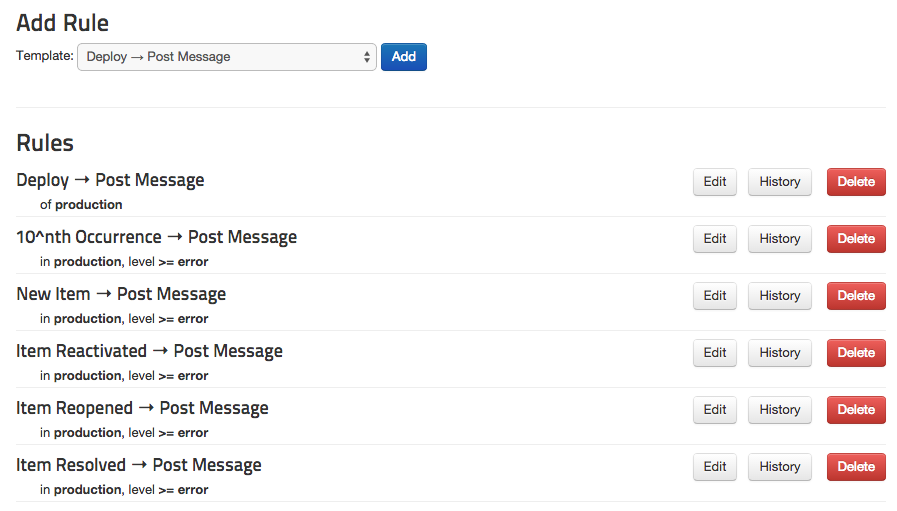 Add Rule
Template: Deploy → Post Message Add
Rules
Deploy → Post Message Edit History Delete
of production
10^nth Occurrence → Post Message Edit History Delete
in production, level >= error
New Item → Post Message Edit History Delete
in production, level >= error
Item Reactivated → Post Message Edit History Delete
in production, level >= error
Item Reopened → Post Message Edit History Delete
in production, level >= error
Item Resolved → Post Message Edit History Delete
in production, level >= error